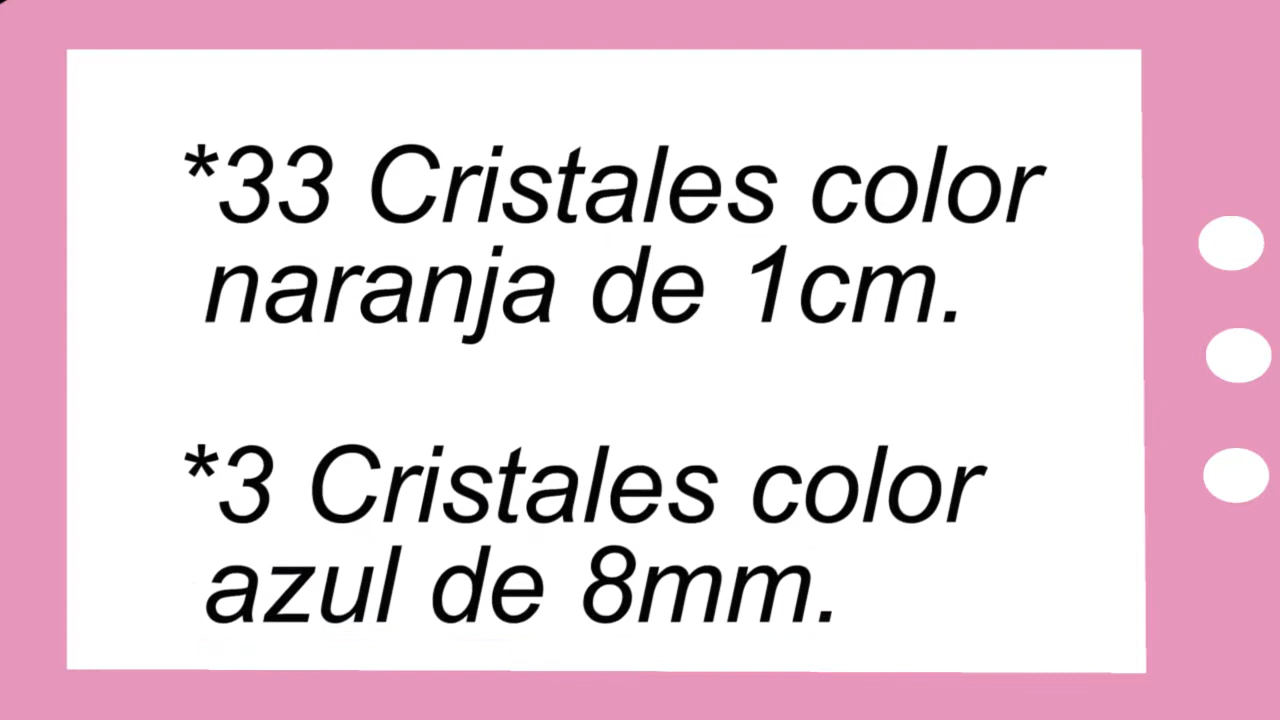 *33 Cristales color
naranja de 1cm.
*3 Cristales color
azul de 8mm.